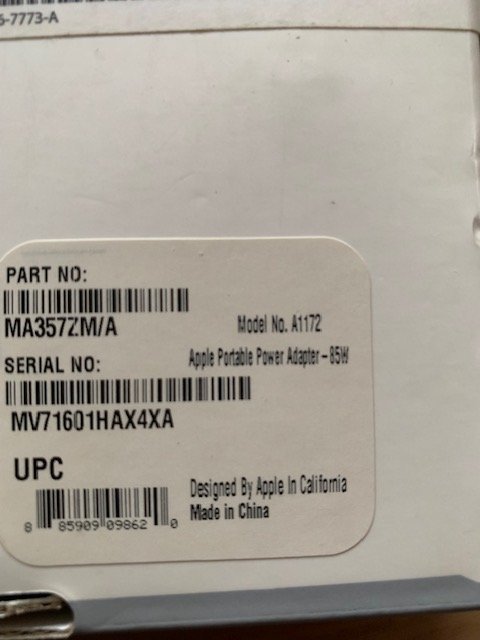 6-7773-A
PART NO:
MA357ZM/A
Model No. A1172
SERIAL NO:
Apple Portable Power Adapter – 85W
MV71601HAX4XA
UPC
Designed By Apple In California
Made in China
8 85909 09862 0